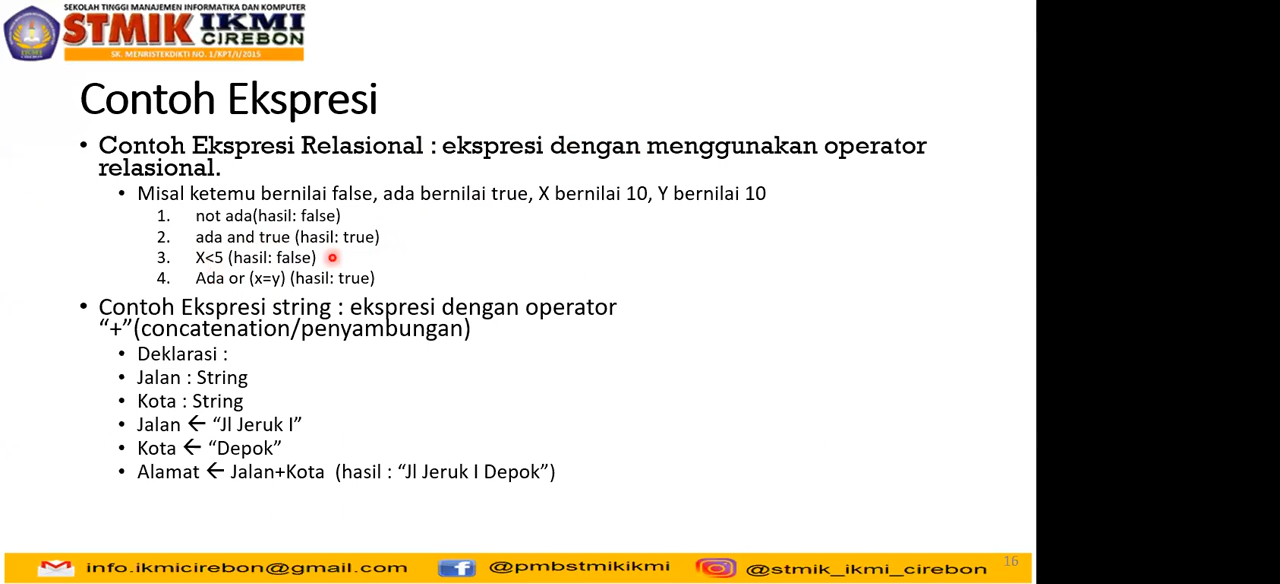 SEKOLAH TINGGI MANAJEMEN INFORMATIKA DAN KOMPUTER
STMIK IKMI
CIREBON
SK. MENRISTEKDIKTI NO. 1/KPT/I/2015
Contoh Ekspresi
• Contoh Ekspresi Relasional : ekspresi dengan menggunakan operator
relasional.
• Misal ketemu bernilai false, ada bernilai true, X bernilai 10, Y bernilai 10
1. not ada(hasil: false)
2. ada and true (hasil: true)
3. X<5 (hasil: false)
4. Ada or (x=y) (hasil: true)
• Contoh Ekspresi string : ekspresi dengan operator
“+”(concatenation/penyambungan)
• Deklarasi :
• Jalan : String
• Kota : String
• Jalan ← “Jl Jeruk I”
• Kota ← “Depok”
• Alamat ← Jalan+Kota (hasil : “Jl Jeruk I Depok”)
info.ikmicirebon@gmail.com @pmbstmikikmi @stmik_ikmi_cirebon 16